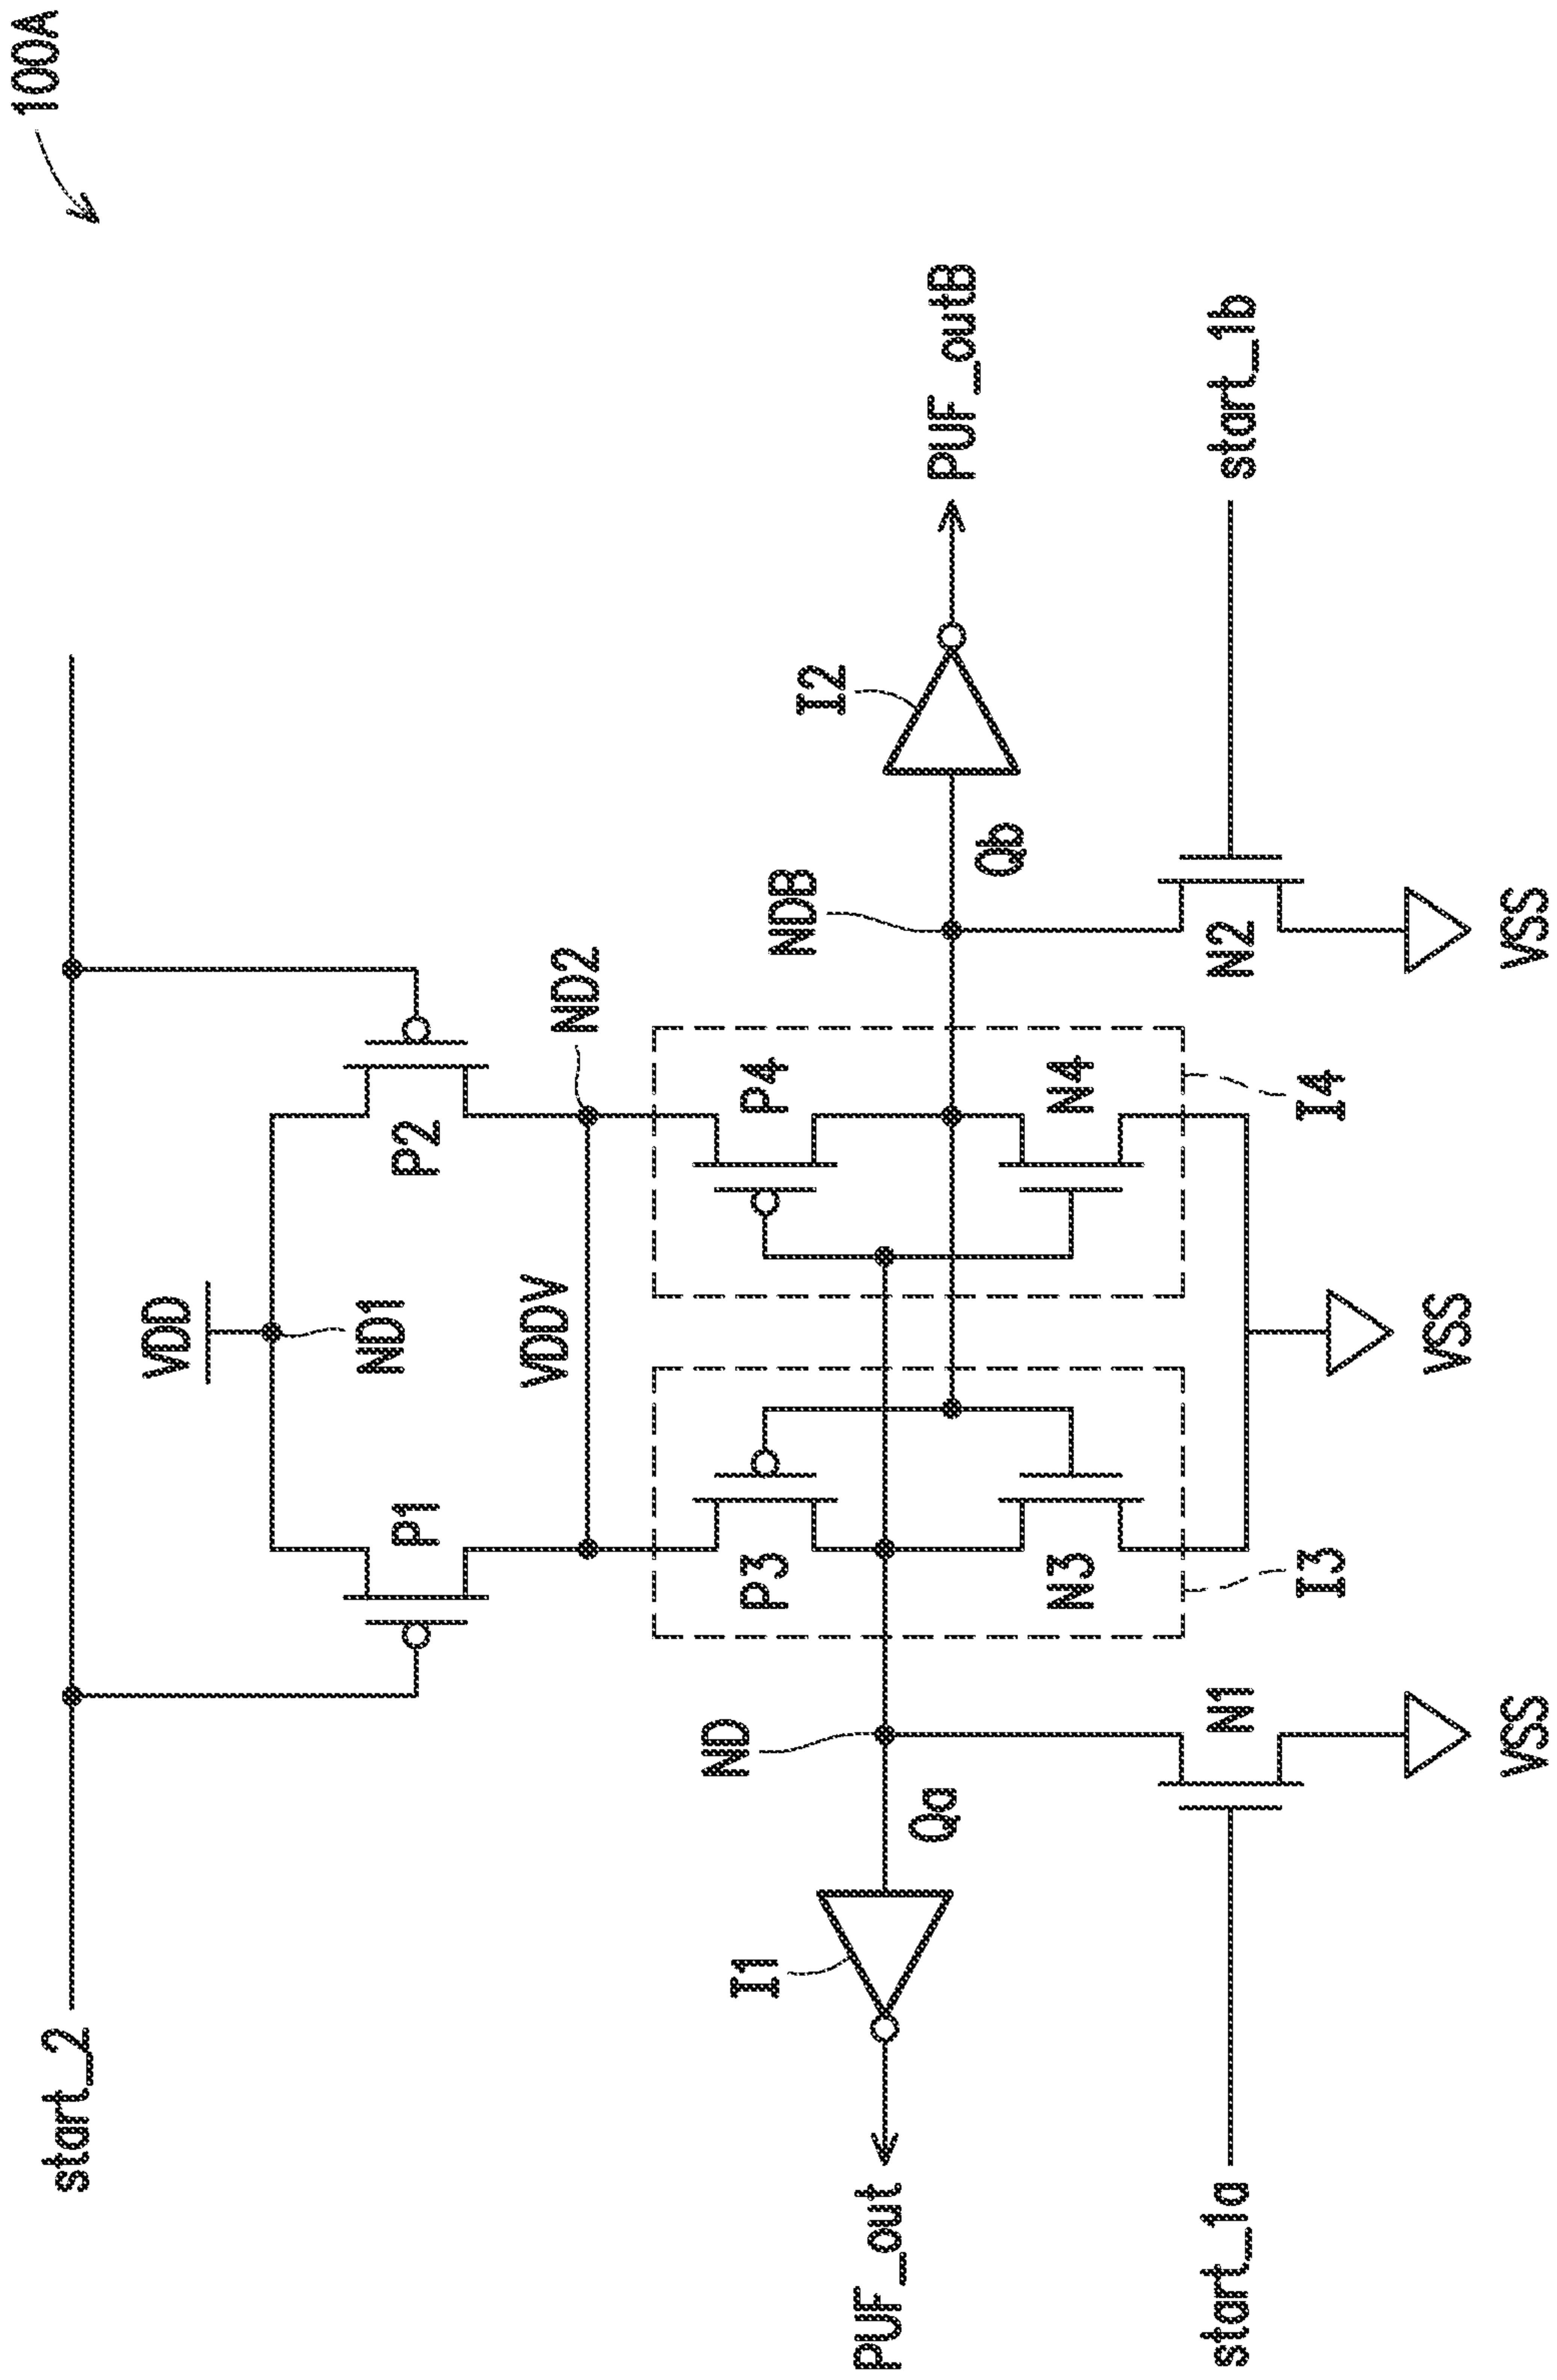 100A
start_2
VDD
ND1
P1
P2
VDDV
ND2
I1
ND
P3
P4
NDB
I2
PUF_out
Qa
Qb
PUF_outB
N3
N4
start_1a
N1
N2
start_1b
I3
I4
VSS
VSS
VSS